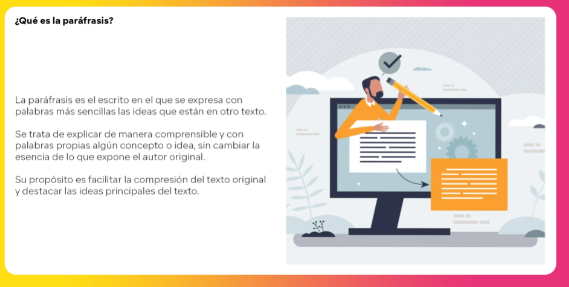 ¿Qué es la paráfrasis?
La paráfrasis es el escrito en el que se expresa con
palabras más sencillas las ideas que están en otro texto.
Se trata de explicar de manera comprensible y con
palabras propias algún concepto o idea, sin cambiar la
esencia de lo que expone el autor original.
Su propósito es facilitar la compresión del texto original
y destacar las ideas principales del texto.